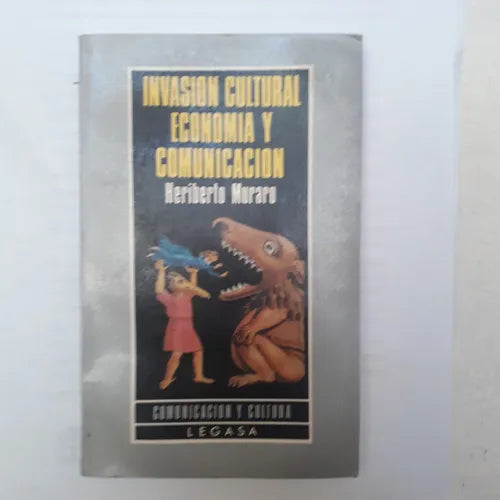 INVASION CULTURAL
ECONOMIA Y
COMUNICACION
Heriberto Muraro
COMUNICACION Y CULTURA
LEGASA